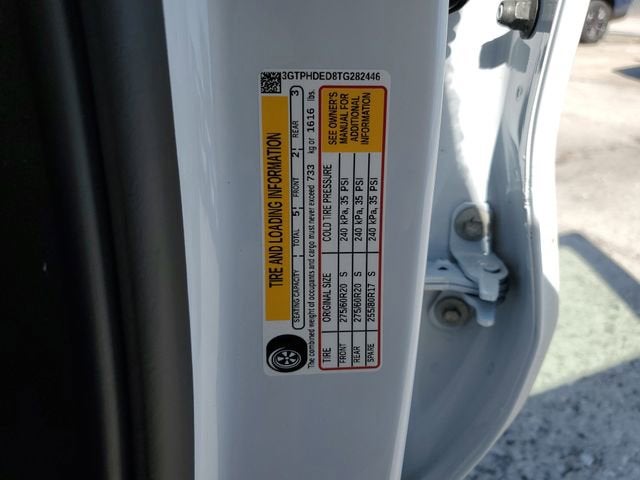 3GTPHDED8TG282446
TIRE AND LOADING INFORMATION
SEATING CAPACITY TOTAL 5 FRONT 2 REAR 3
The combined weight of occupants and cargo must never exceed 733 kg or 1616 lbs.
TIRE ORIGINAL SIZE COLD TIRE PRESSURE
FRONT 275/60R20 S 240 kPa, 35 PSI
REAR 275/60R20 S 240 kPa, 35 PSI
SPARE 255/80R17 S 240 kPa, 35 PSI
SEE OWNER'S
MANUAL FOR
ADDITIONAL
INFORMATION